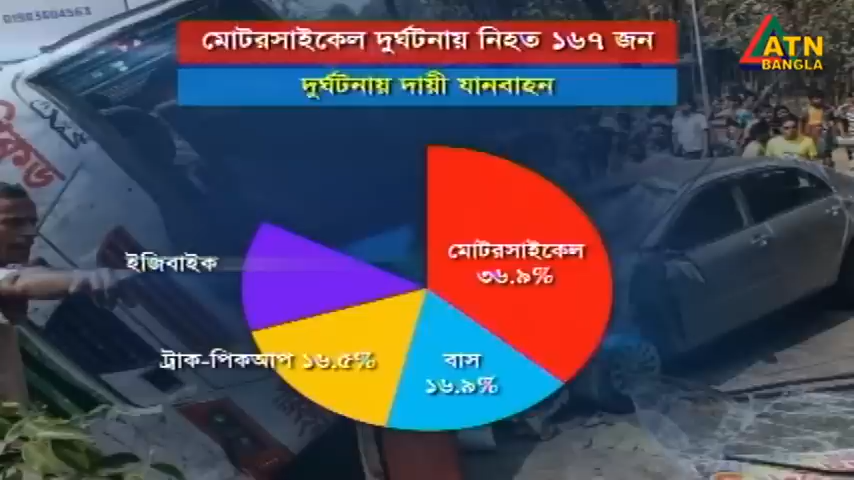 01983604563
মোটরসাইকেল দুর্ঘটনায় নিহত ১৬৭ জন
ATN
BANGLA
দুর্ঘটনায় দায়ী যানবাহন
মোটরসাইকেল
৩৬.৯%
ইজিবাইক
ট্রাক-পিকআপ ১৬.৫%
বাস
১৬.৯%